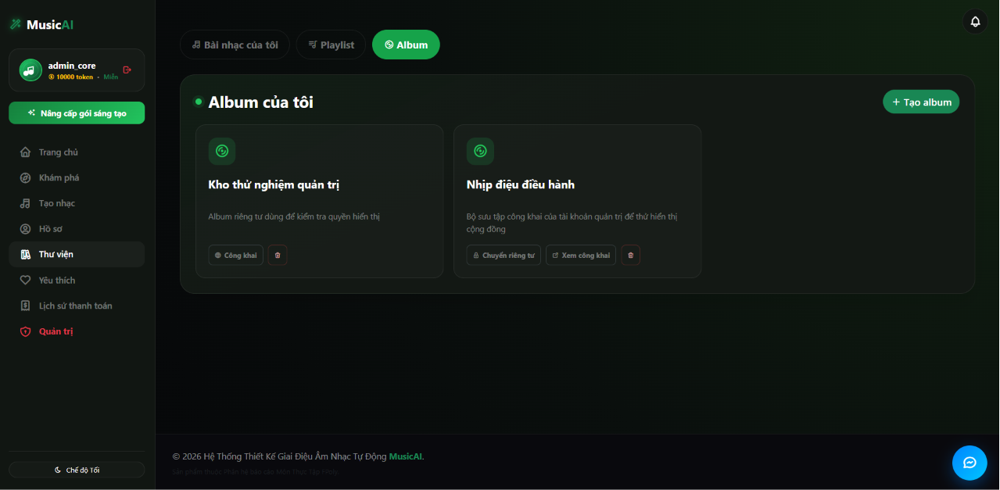 MusicAI
admin_core
10000 token • Miễn
Nâng cấp gói sáng tạo
Trang chủ
Khám phá
Tạo nhạc
Hồ sơ
Thư viện
Yêu thích
Lịch sử thanh toán
Quản trị
Chế độ Tối
Bài nhạc của tôi
Playlist
Album
Album của tôi
+ Tạo album
Kho thử nghiệm quản trị
Album riêng tư dùng để kiểm tra quyền hiển thị
Công khai
Nhịp điệu điều hành
Bộ sưu tập công khai của tài khoản quản trị để thử hiển thị
cộng đồng
Chuyển riêng tư
Xem công khai
© 2026 Hệ Thống Thiết Kế Giai Điệu Âm Nhạc Tự Động MusicAI.
Sản phẩm thuộc Phân hệ báo cáo Môn Thực Tập FPoly.